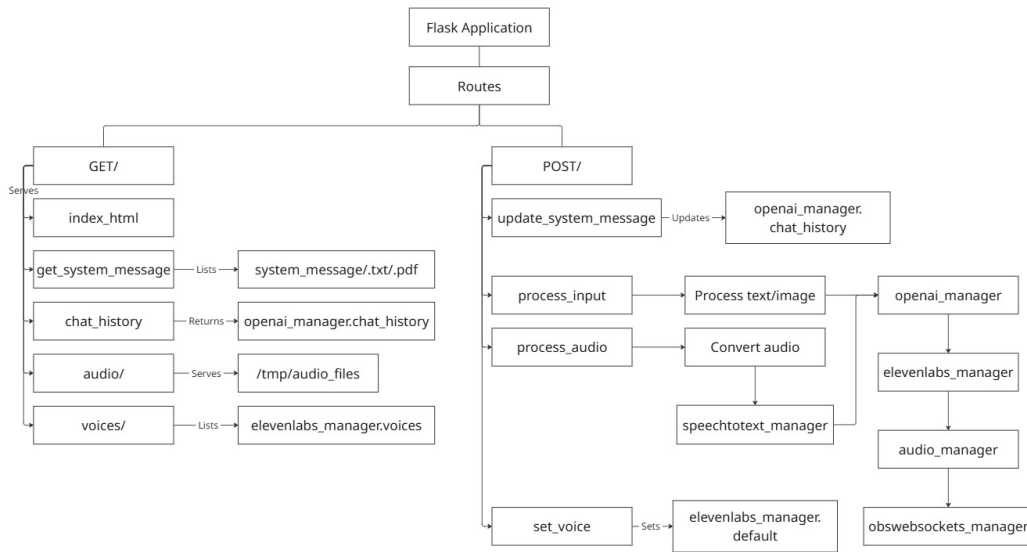 Flask Application
Routes
GET/
POST/
Serves
index_html
update_system_message
Updates
openai_manager.
chat_history
get_system_message
Lists
system_message/.txt/.pdf
process_input
Process text/image
openai_manager
chat_history
Returns
openai_manager.chat_history
process_audio
Convert audio
audio/
Serves
/tmp/audio_files
elevenlabs_manager
voices/
Lists
elevenlabs_manager.voices
speechtotext_manager
audio_manager
set_voice
Sets
elevenlabs_manager.
default
obswebsockets_manager